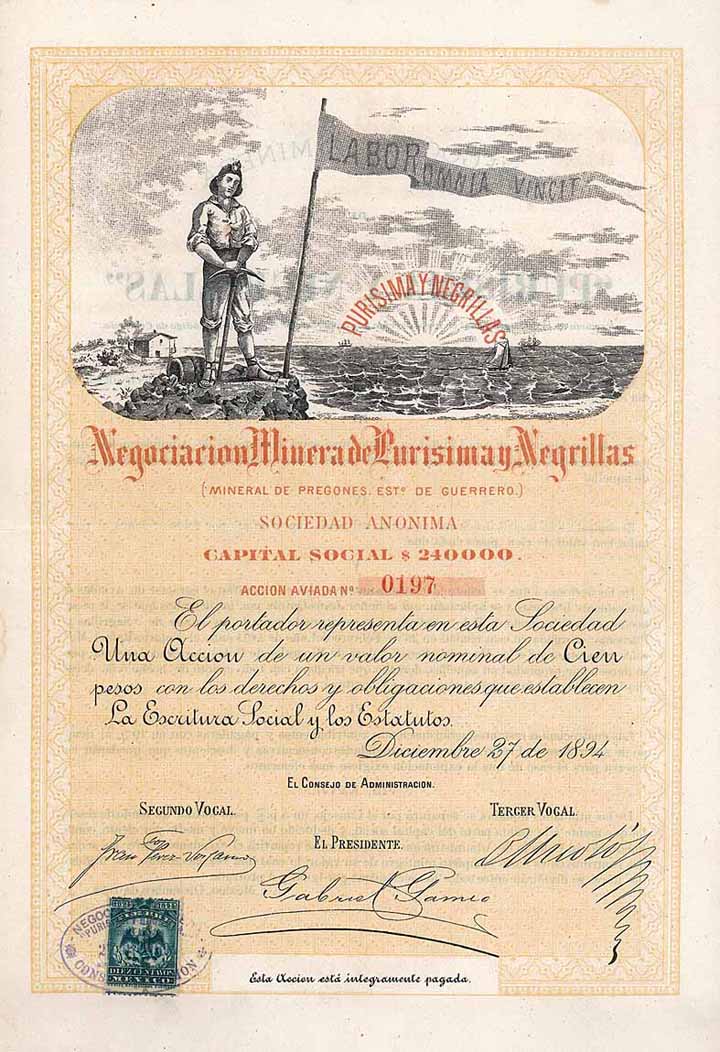 LABOR OMNIA VINCIT
PURISIMA Y NEGRILLAS
Negociacion Minera de Purisima y Negrillas
(MINERAL DE PREGONES. ESTº DE GUERRERO.)
SOCIEDAD ANONIMA
CAPITAL SOCIAL $ 240000.
ACCION AVIADA Nº 0197
El portador representa en esta Sociedad
Una Accion de un valor nominal de Cien
pesos con los derechos y obligaciones que establecen
La Escritura Social y los Estatutos.
Diciembre 27 de 1894
EL CONSEJO DE ADMINISTRACION.
SEGUNDO VOCAL.
TERCER VOCAL.
EL PRESIDENTE.
Gabriel Gamio
DIEZ CENTAVOS
MEXICO
Esta Accion está integramente pagada.